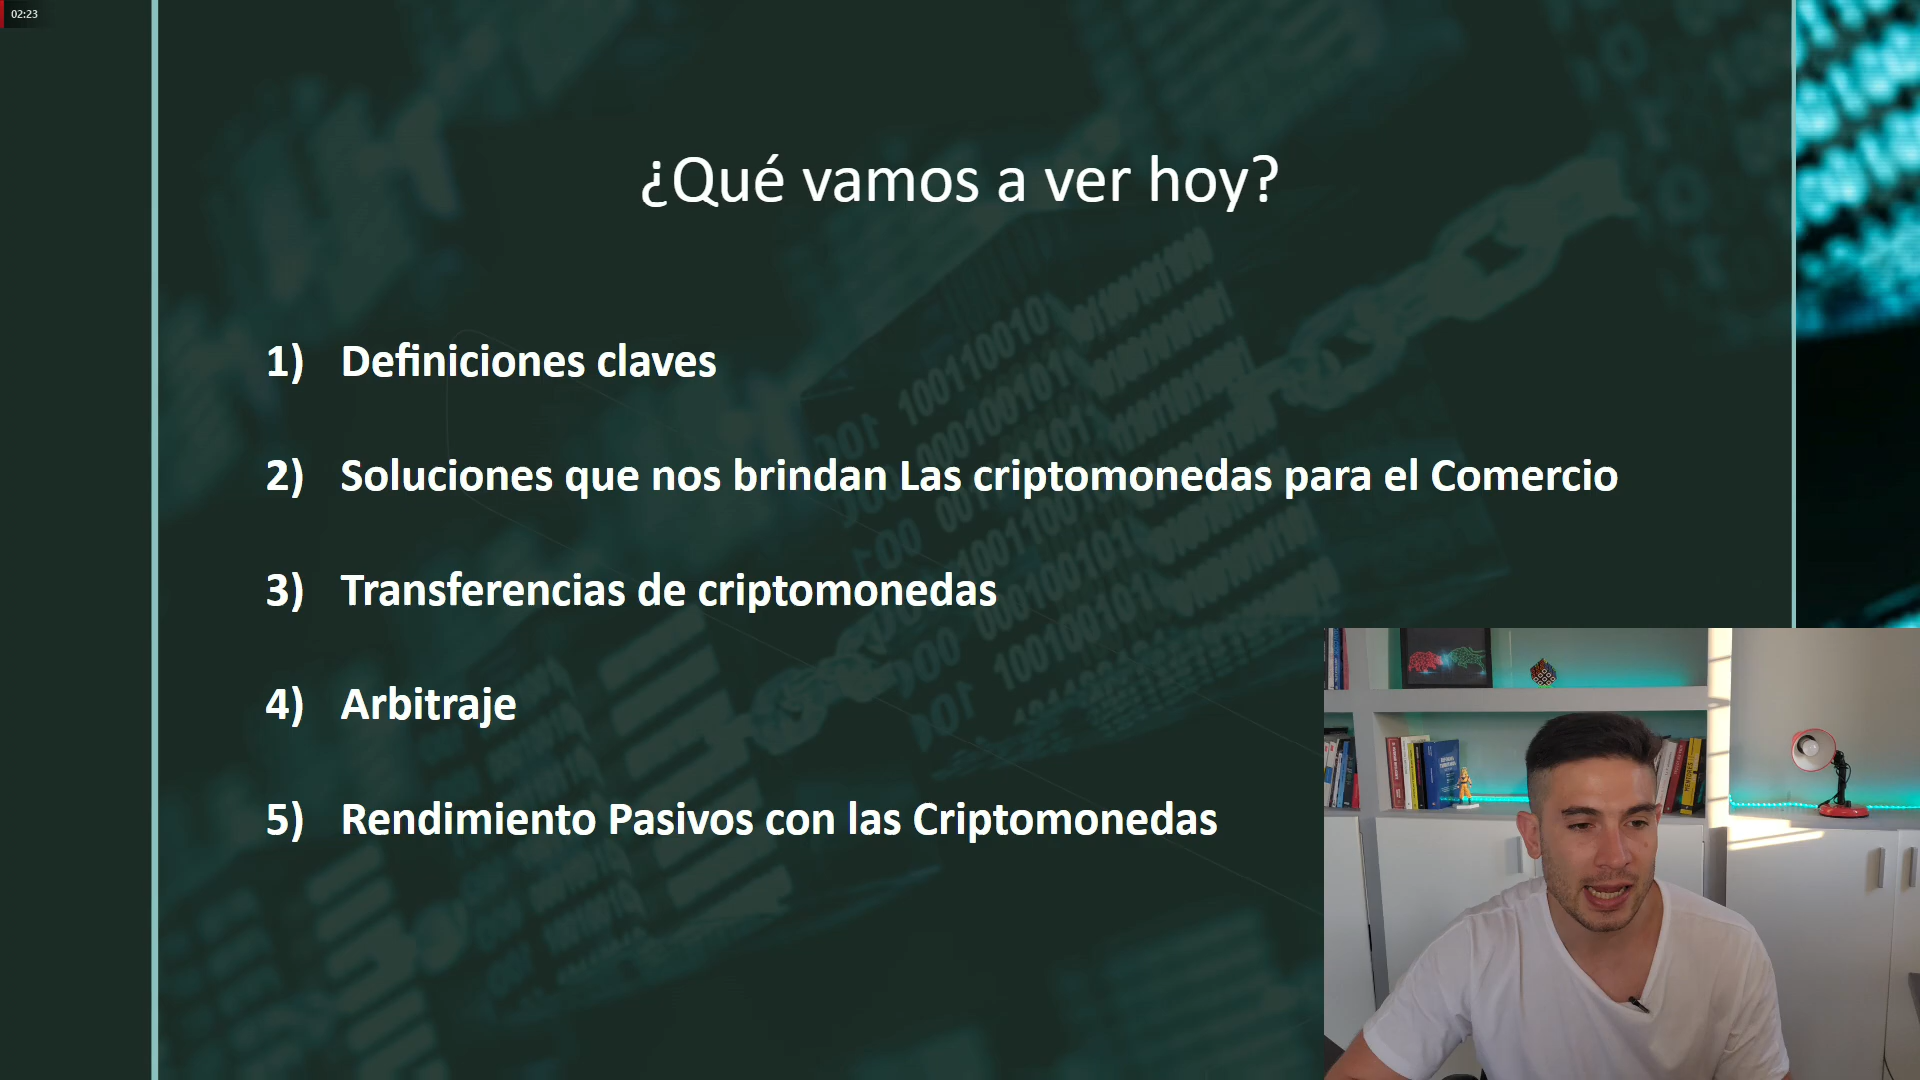 02:23
¿Qué vamos a ver hoy?
1) Definiciones claves
2) Soluciones que nos brindan Las criptomonedas para el Comercio
3) Transferencias de criptomonedas
4) Arbitraje
5) Rendimiento Pasivos con las Criptomonedas